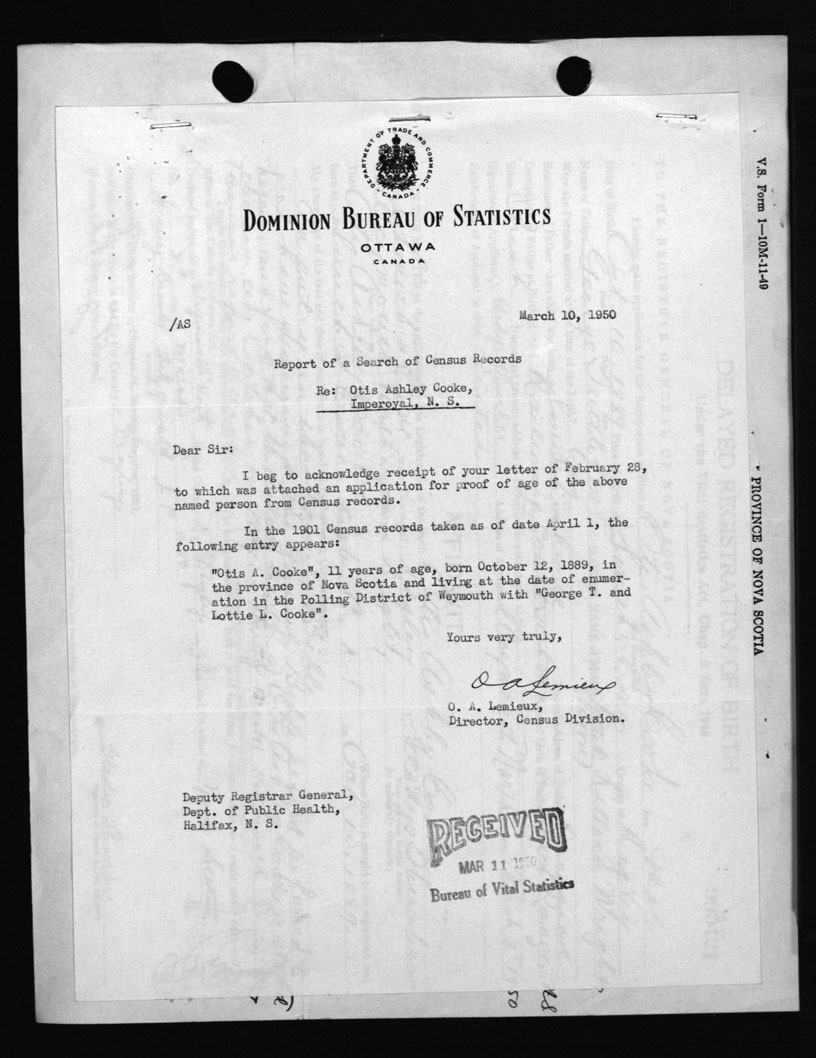 DEPARTMENT OF TRADE AND COMMERCE
CANADA
DOMINION BUREAU OF STATISTICS
OTTAWA
CANADA
/AS
March 10, 1950
Report of a Search of Census Records
Re: Otis Ashley Cooke,
Imperoyal, N. S.
Dear Sir:
I beg to acknowledge receipt of your letter of February 28,
to which was attached an application for proof of age of the above
named person from Census records.
In the 1901 Census records taken as of date April 1, the
following entry appears:
"Otis A. Cooke", 11 years of age, born October 12, 1889, in
the province of Nova Scotia and living at the date of enumer-
ation in the Polling District of Weymouth with "George T. and
Lottie L. Cooke".
Yours very truly,
O A Lemieux
O. A. Lemieux,
Director, Census Division.
Deputy Registrar General,
Dept. of Public Health,
Halifax, N. S.
RECEIVED
MAR 11 1950
Bureau of Vital Statistics
V.S. Form 1—10M-11-49
PROVINCE OF NOVA SCOTIA